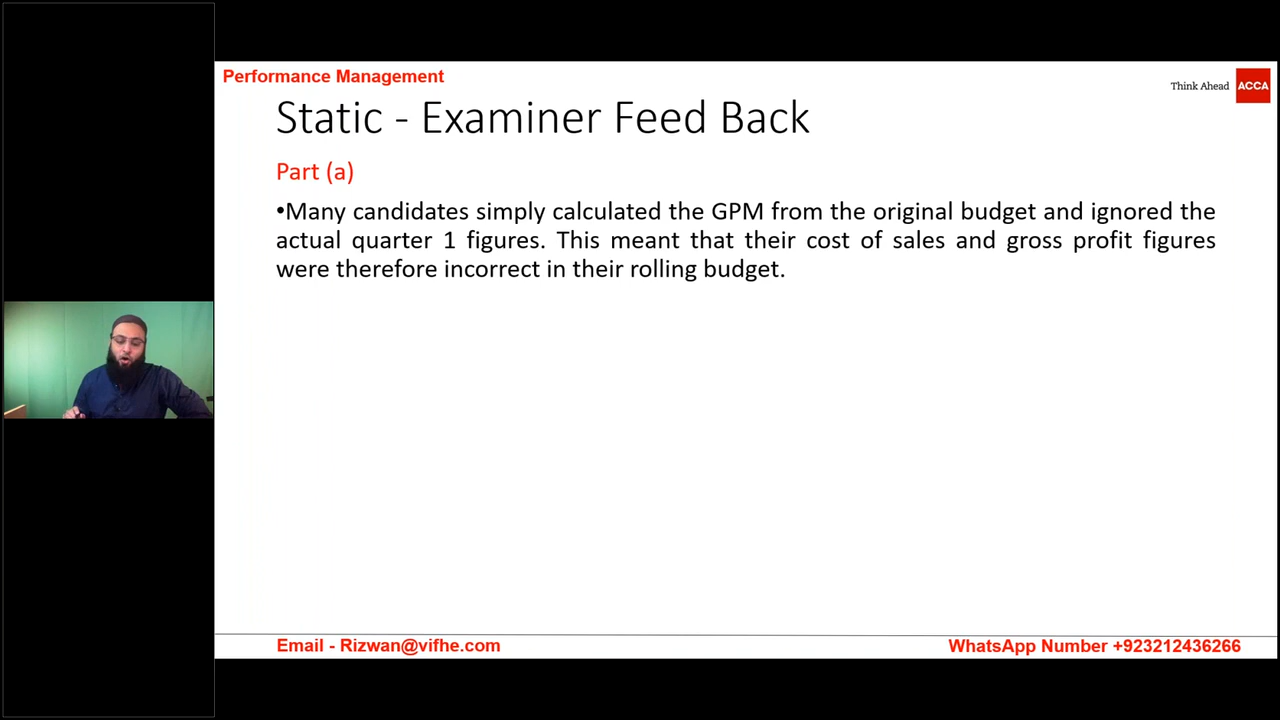 Performance Management
Think Ahead ACCA
Static - Examiner Feed Back
Part (a)
•Many candidates simply calculated the GPM from the original budget and ignored the
actual quarter 1 figures. This meant that their cost of sales and gross profit figures
were therefore incorrect in their rolling budget.
Email - Rizwan@vifhe.com
WhatsApp Number +923212436266